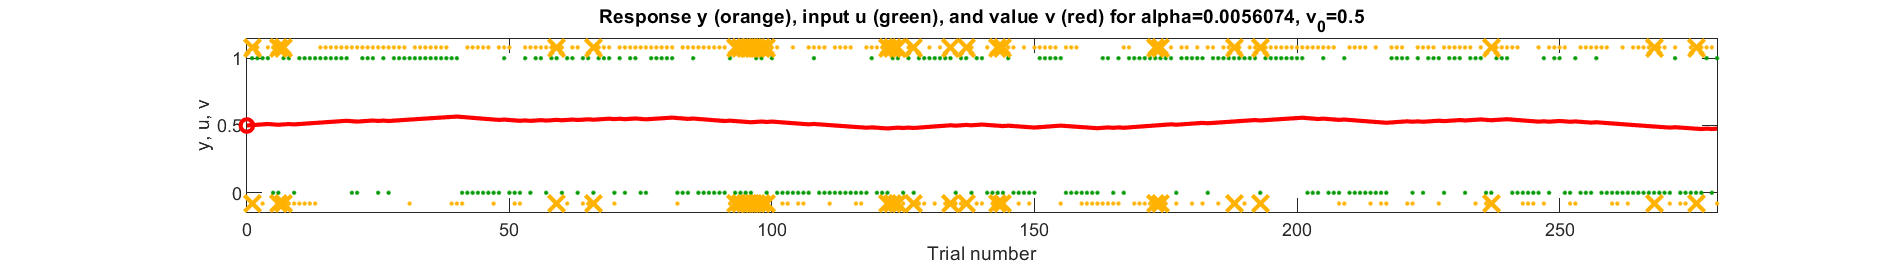 Response y (orange), input u (green), and value v (red) for alpha=0.0056074, v₀=0.5
y, u, v
1
0.5
0
0 50 100 150 200 250
Trial number